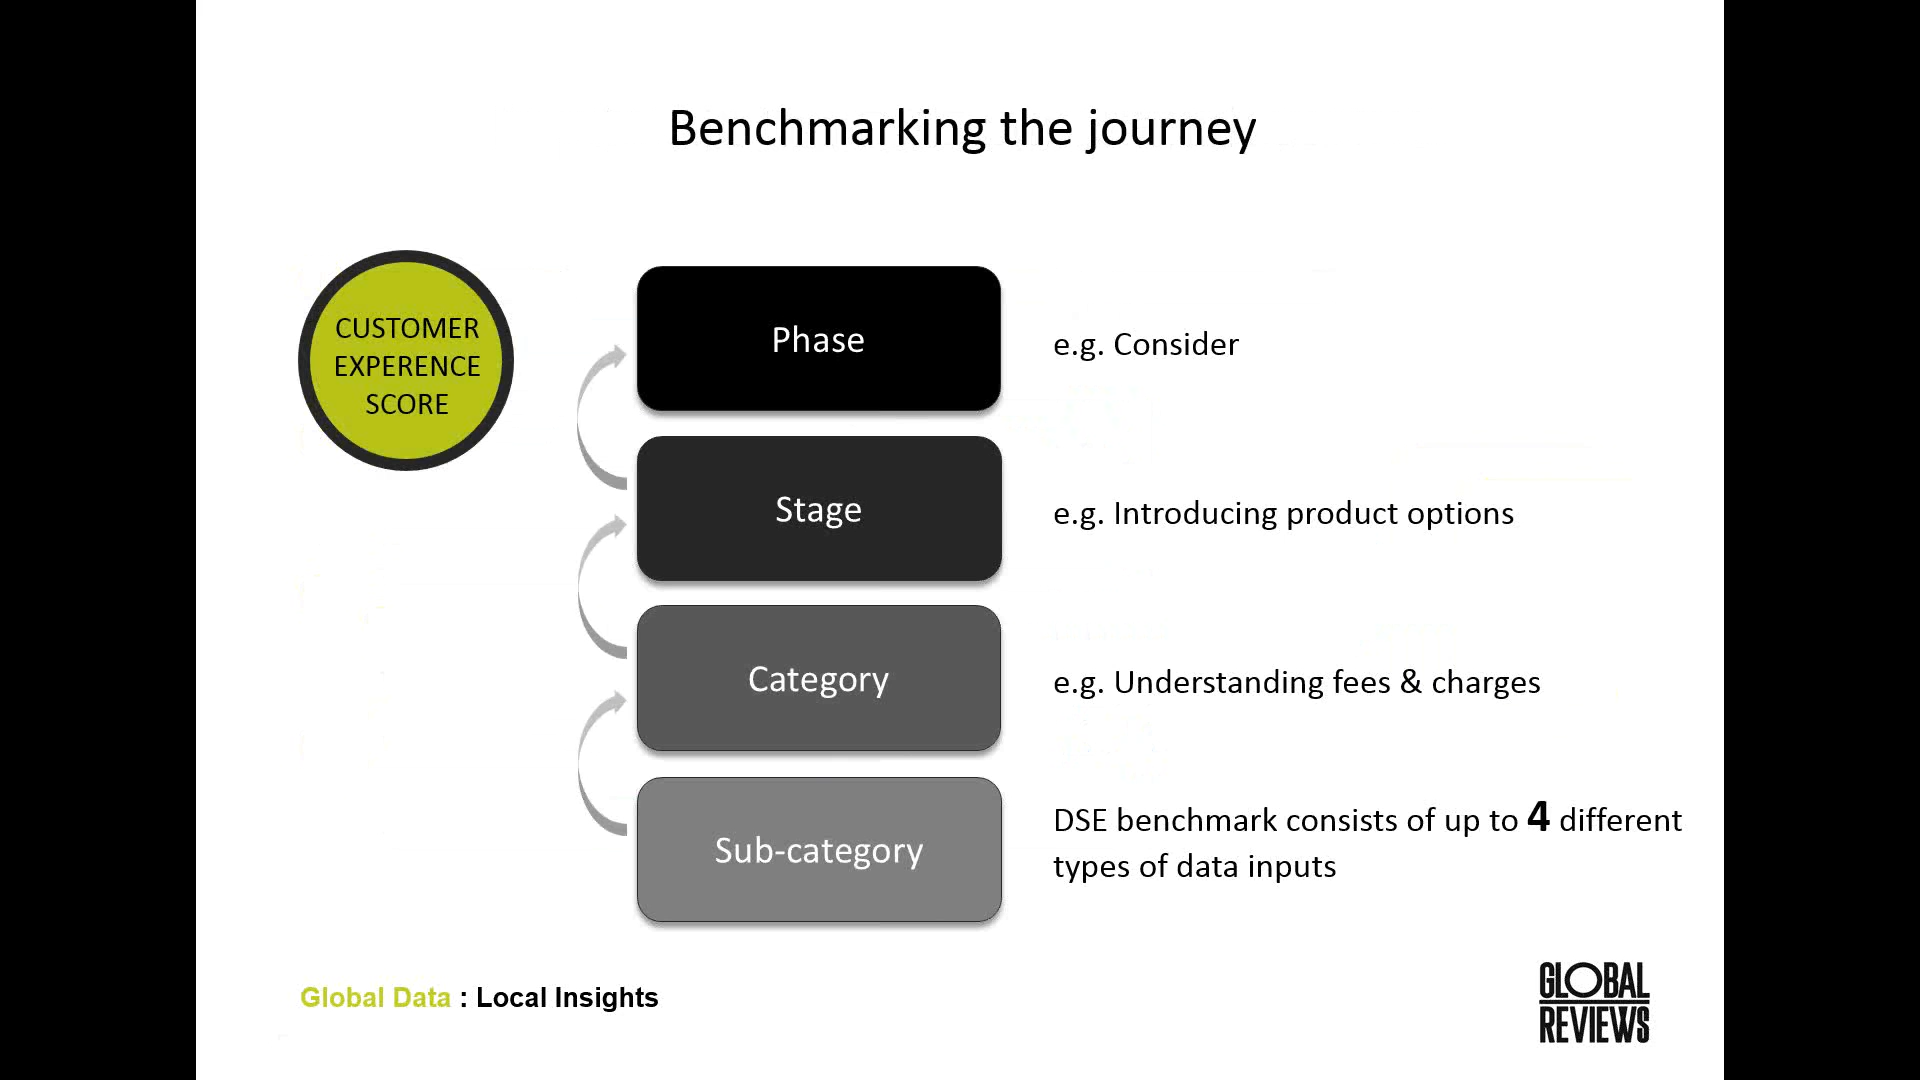 Benchmarking the journey
CUSTOMER
EXPERENCE
SCORE
Phase
e.g. Consider
Stage
e.g. Introducing product options
Category
e.g. Understanding fees & charges
Sub-category
DSE benchmark consists of up to 4 different
types of data inputs
Global Data : Local Insights
GLOBAL
REVIEWS